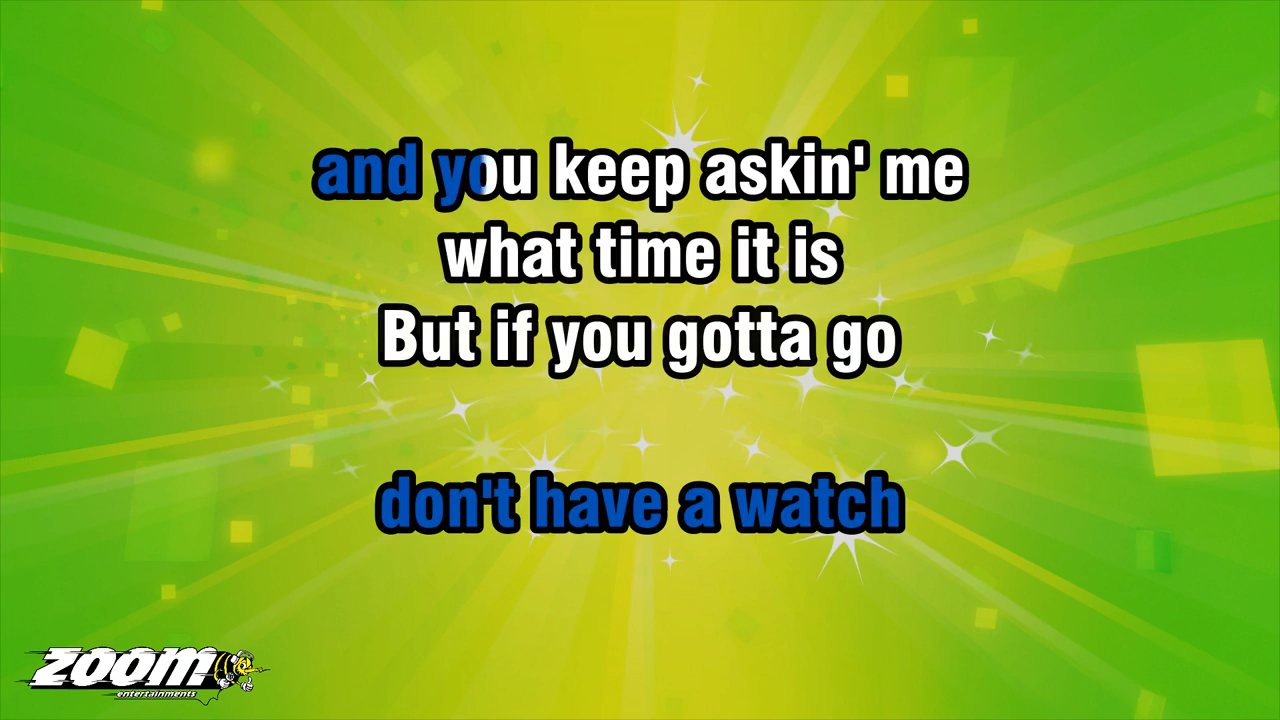 and you keep askin' me
what time it is
But if you gotta go
don't have a watch
ZOOM
entertainments